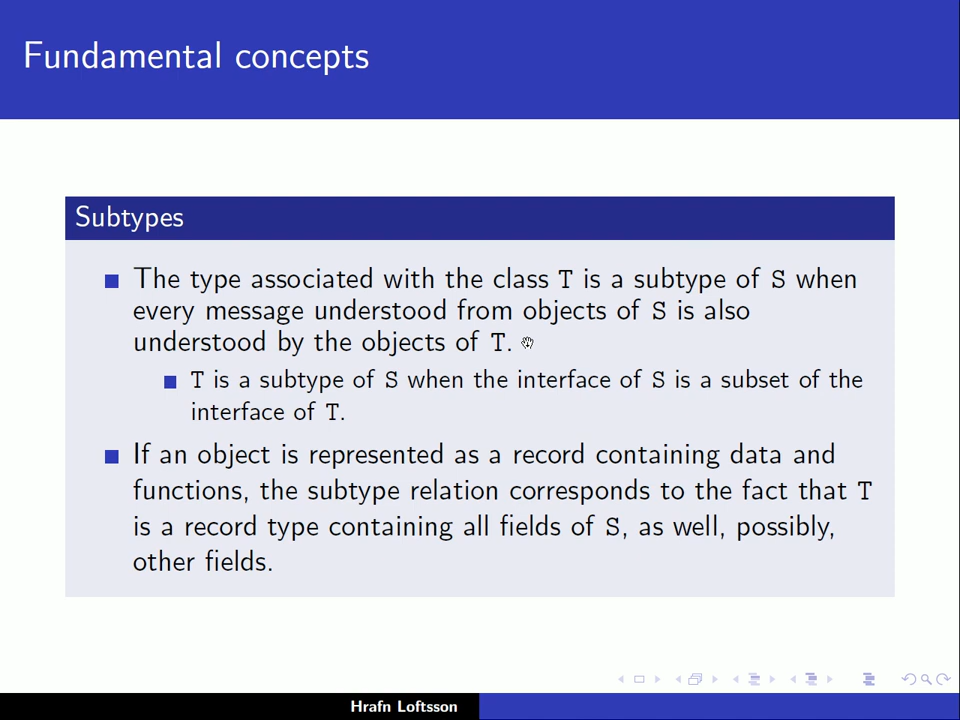 Fundamental concepts
Subtypes
The type associated with the class T is a subtype of S when
every message understood from objects of S is also
understood by the objects of T.
T is a subtype of S when the interface of S is a subset of the
interface of T.
If an object is represented as a record containing data and
functions, the subtype relation corresponds to the fact that T
is a record type containing all fields of S, as well, possibly,
other fields.
Hrafn Loftsson